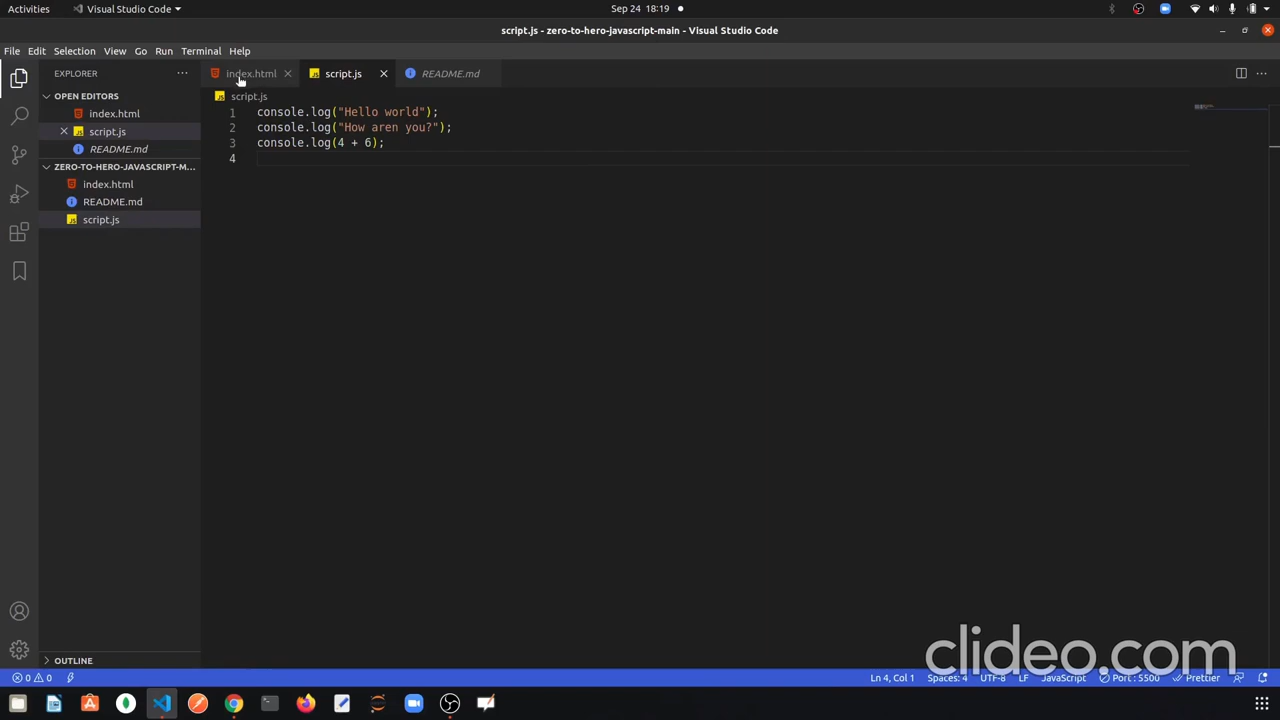 Activities
Visual Studio Code
Sep 24 18:19
script.js - zero-to-hero-javascript-main - Visual Studio Code
File Edit Selection View Go Run Terminal Help
EXPLORER
index.html
script.js
README.md
OPEN EDITORS
index.html
script.js
README.md
ZERO-TO-HERO-JAVASCRIPT-M...
index.html
README.md
script.js
OUTLINE
script.js
1 console.log("Hello world");
2 console.log("How aren you?");
3 console.log(4 + 6);
4
clideo.com
0 0
Ln 4, Col 1 Spaces: 4 UTF-8 LF JavaScript Port : 5500 Prettier